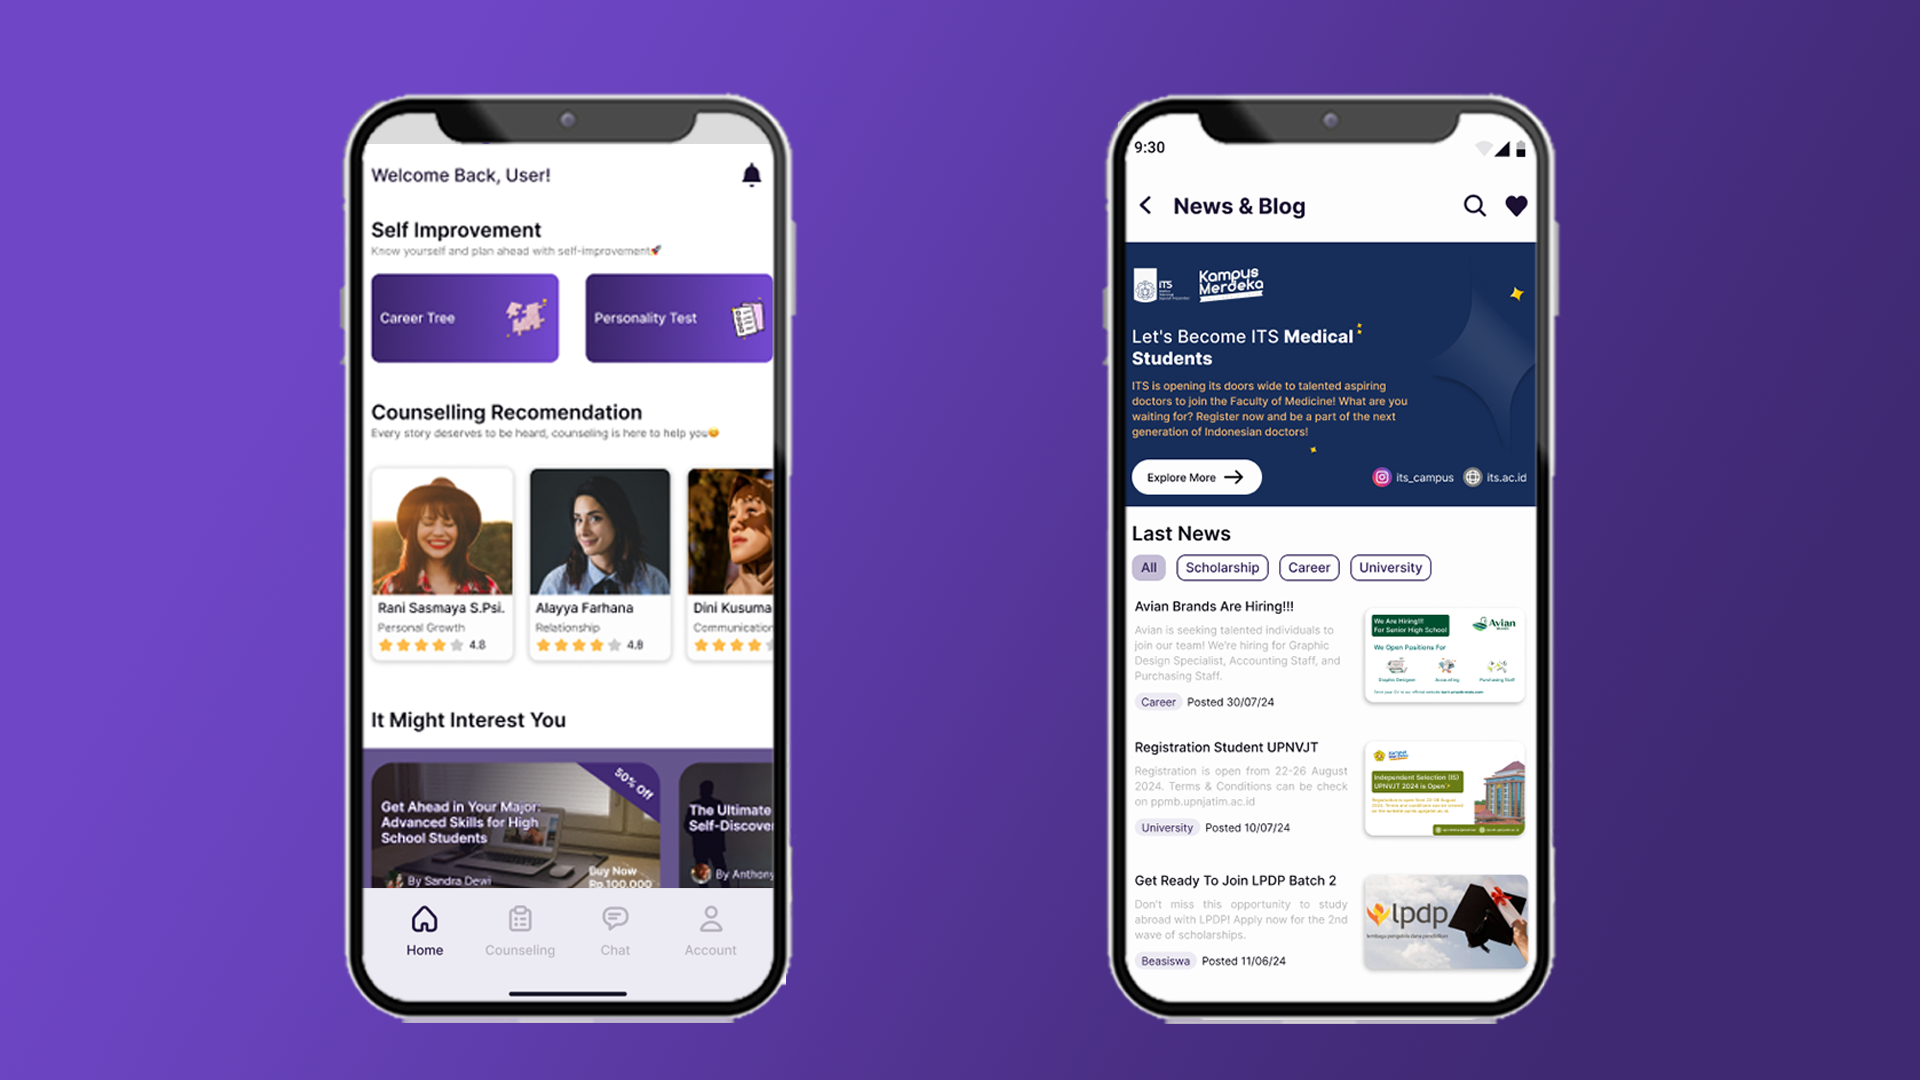 Welcome Back, User!
Self Improvement
Know yourself and plan ahead with self-improvement🚀
Career Tree
Personality Test
Counselling Recomendation
Every story deserves to be heard, counseling is here to help you😊
Rani Sasmaya S.Psi.
Personal Growth
4.8
Alayya Farhana
Relationship
4.8
Dini Kusuma
Communication
It Might Interest You
50% Off
Get Ahead in Your Major:
Advanced Skills for High
School Students
By Sandra Dewi
Buy Now
Rp.100.000
The Ultimate
Self-Discover
By Anthony
Home
Counseling
Chat
Account
9:30
News & Blog
ITS
Kampus
Merdeka
Let's Become ITS Medical
Students
ITS is opening its doors wide to talented aspiring
doctors to join the Faculty of Medicine! What are you
waiting for? Register now and be a part of the next
generation of Indonesian doctors!
Explore More
its_campus
its.ac.id
Last News
All
Scholarship
Career
University
Avian Brands Are Hiring!!!
Avian is seeking talented individuals to
join our team! We're hiring for Graphic
Design Specialist, Accounting Staff, and
Purchasing Staff.
Career
Posted 30/07/24
We Are Hiring!!!
For Senior High School
Avian
We Open Positions For
Graphic Designer
Accounting
Purchasing Staff
Registration Student UPNVJT
Registration is open from 22-26 August
2024. Terms & Conditions can be check
on ppmb.upnjatim.ac.id
University
Posted 10/07/24
Independent Selection (IS)
UPNVJT 2024 is Open
Get Ready To Join LPDP Batch 2
Don't miss this opportunity to study
abroad with LPDP! Apply now for the 2nd
wave of scholarships.
Beasiswa
Posted 11/06/24
lpdp
lembaga pengelola dana pendidikan